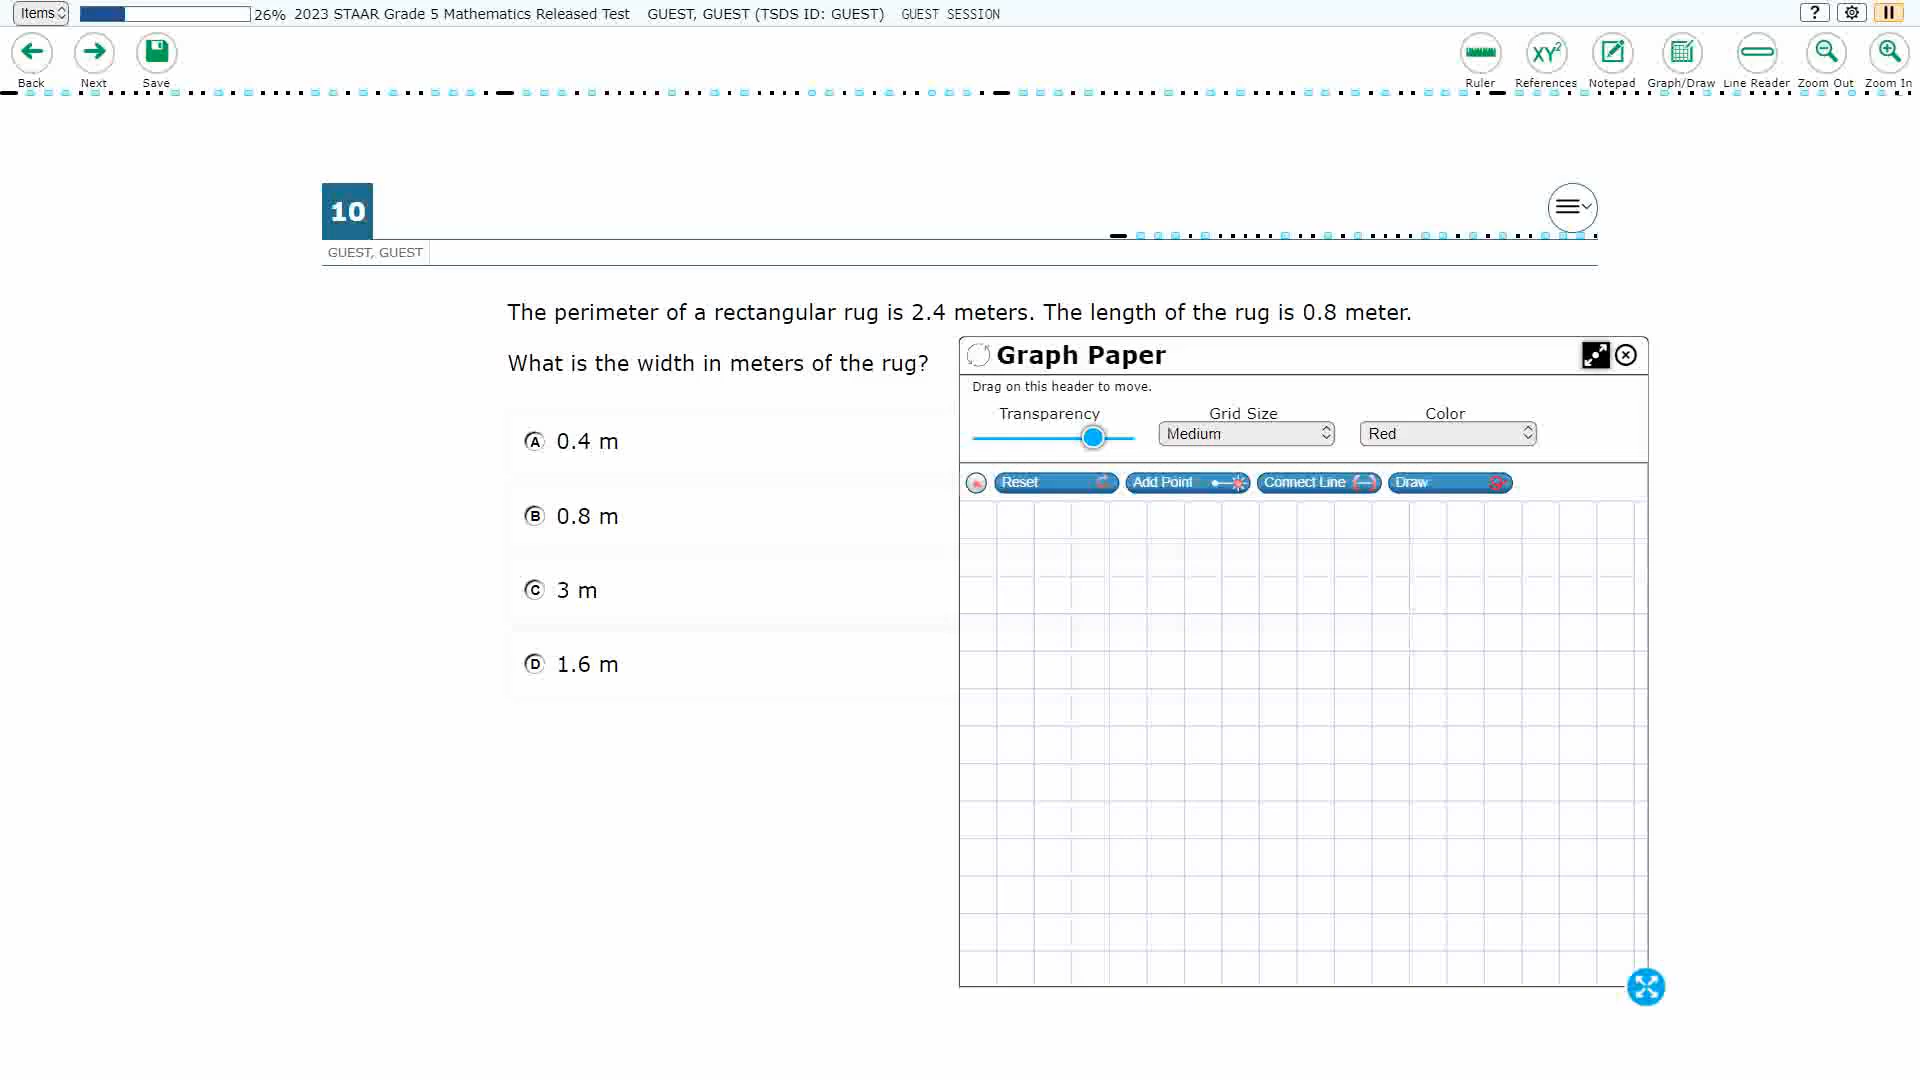 Items 26% 2023 STAAR Grade 5 Mathematics Released Test GUEST, GUEST (TSDS ID: GUEST) GUEST SESSION ?
Back Next Save Ruler References Notepad Graph/Draw Line Reader Zoom Out Zoom In
XY²
10
GUEST, GUEST
The perimeter of a rectangular rug is 2.4 meters. The length of the rug is 0.8 meter.
What is the width in meters of the rug?
A 0.4 m
B 0.8 m
C 3 m
D 1.6 m
Graph Paper
Drag on this header to move.
Transparency Grid Size Color
Medium Red
Reset Add Point Connect Line Draw